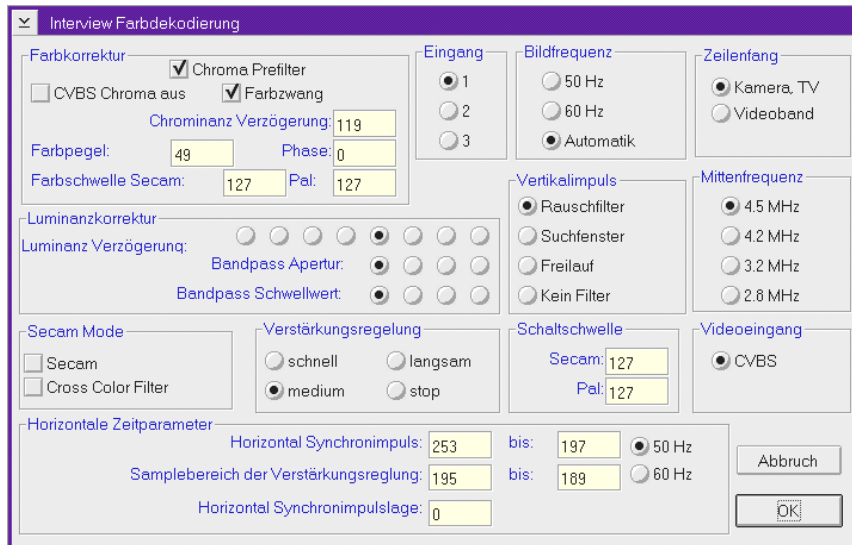 Interview Farbdekodierung
Farbkorrektur
Chroma Prefilter
CVBS Chroma aus
Farbzwang
Chrominanz Verzögerung: 119
Farbpegel: 49
Phase: 0
Farbschwelle Secam: 127
Pal: 127
Eingang
1
2
3
Bildfrequenz
50 Hz
60 Hz
Automatik
Zeilenfang
Kamera, TV
Videoband
Luminanzkorrektur
Luminanz Verzögerung:
Bandpass Apertur:
Bandpass Schwellwert:
Vertikalimpuls
Rauschfilter
Suchfenster
Freilauf
Kein Filter
Mittenfrequenz
4.5 MHz
4.2 MHz
3.2 MHz
2.8 MHz
Secam Mode
Secam
Cross Color Filter
Verstärkungsregelung
schnell
langsam
medium
stop
Schaltschwelle
Secam: 127
Pal: 127
Videoeingang
CVBS
Horizontale Zeitparameter
Horizontal Synchronimpuls: 253 bis: 197
50 Hz
Samplebereich der Verstärkungsreglung: 195 bis: 189
60 Hz
Horizontal Synchronimpulslage: 0
Abbruch
OK